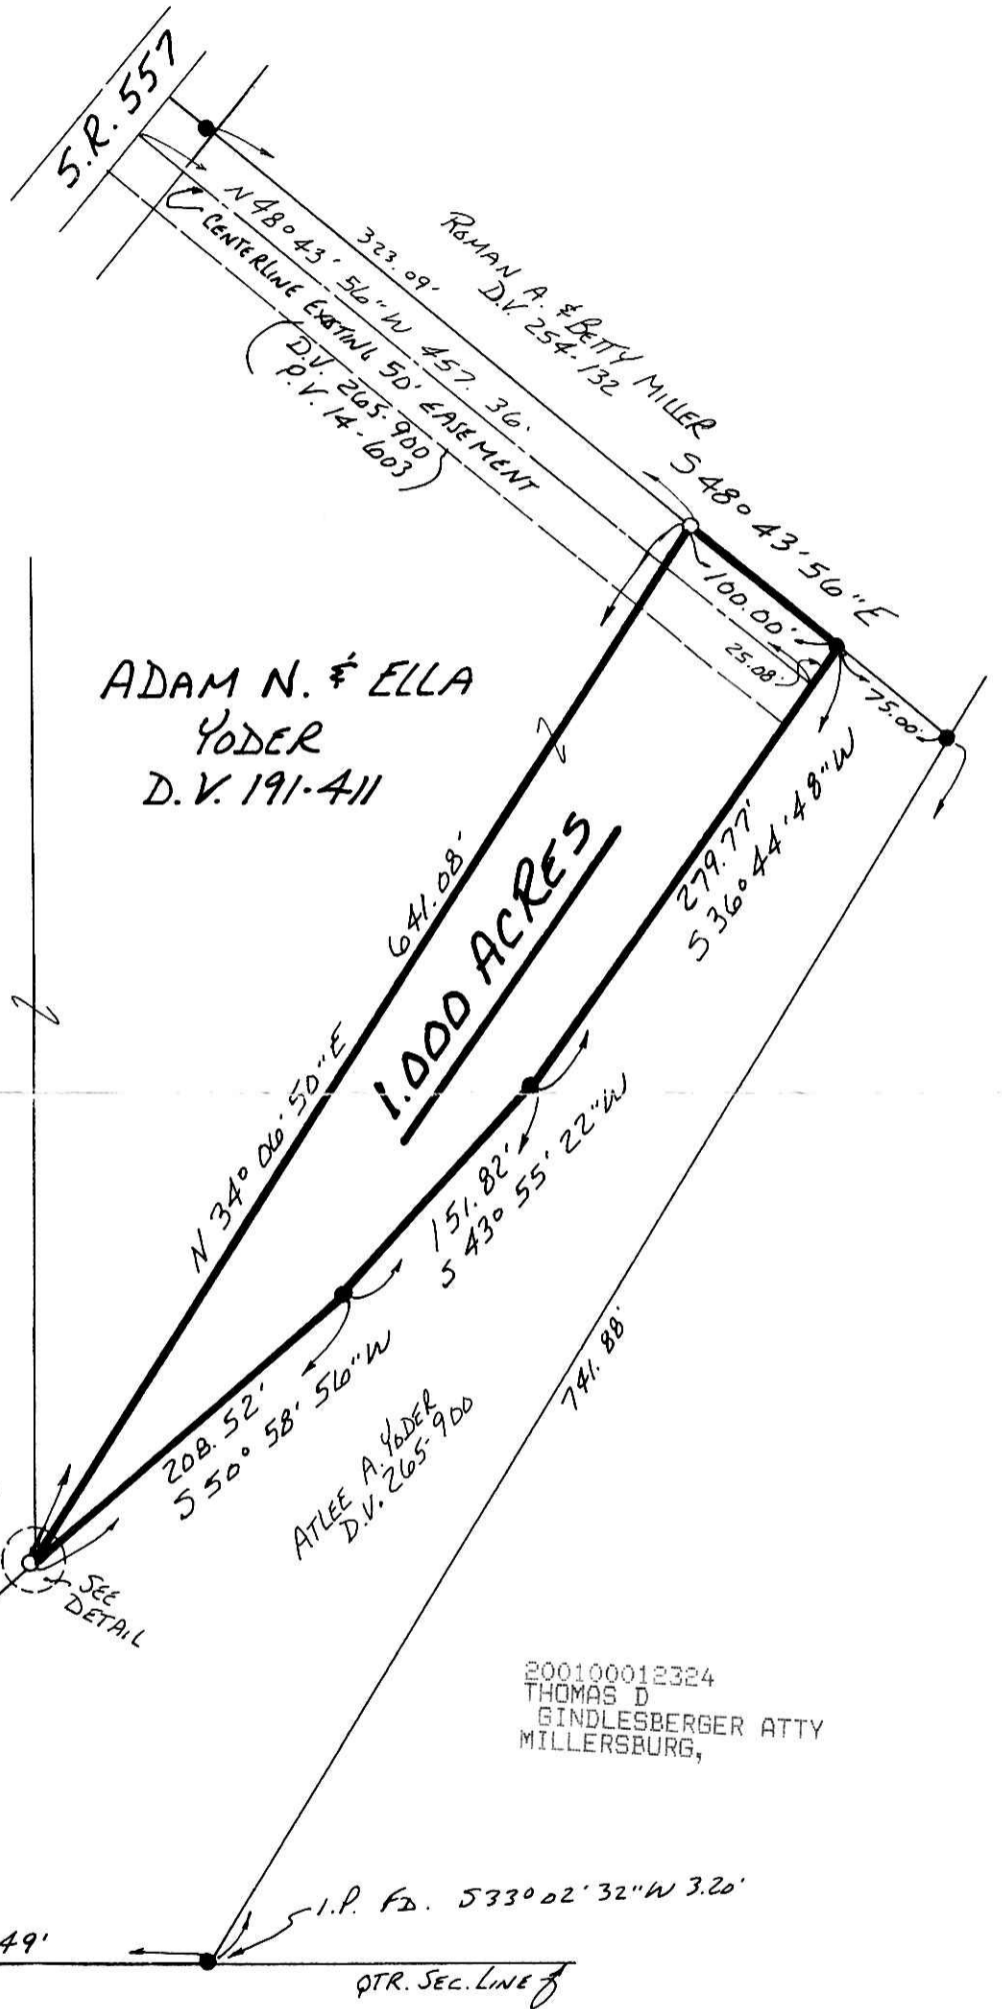 S.R. 557
N 48° 43' 56" W 457.36'
323.09'
CENTERLINE EXISTING 50' EASEMENT
(D.V. 265-900
P.V. 14-603)
ROMAN A. & BETTY MILLER
D.V. 254-132
S 48° 43' 56" E
100.00'
25.08'
75.00'
ADAM N. & ELLA
YODER
D.V. 191-411
641.08'
N 34° 06' 50" E
1.000 ACRES
279.77'
S 36° 44' 48" W
151.82'
S 43° 55' 22" W
208.52'
S 50° 58' 56" W
ATLEE A. YODER
D.V. 265-900
741.88'
SEE
DETAIL
200100012324
THOMAS D
GINDLESBERGER ATTY
MILLERSBURG,
I.P. FD. S 33° 02' 32" W 3.20'
49'
QTR. SEC. LINE